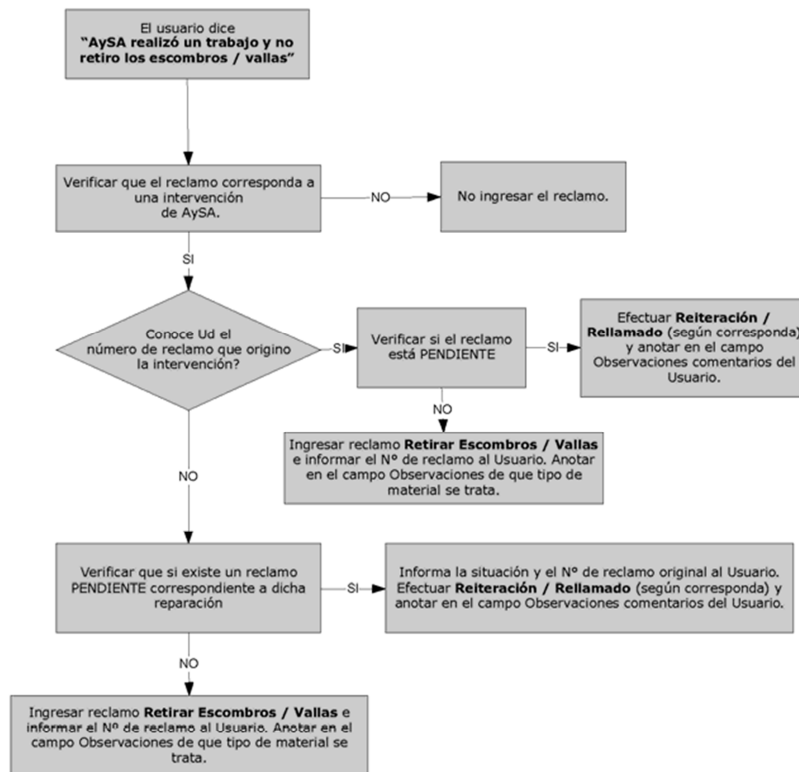 El usuario dice
“AySA realizó un trabajo y no
retiro los escombros / vallas”
Verificar que el reclamo corresponda a
una intervención
de AySA.
NO
No ingresar el reclamo.
SI
Conoce Ud el
número de reclamo que origino
la intervención?
SI
Verificar si el reclamo
está PENDIENTE
SI
Efectuar Reiteración /
Rellamado (según corresponda)
y anotar en el campo
Observaciones comentarios del
Usuario.
NO
Ingresar reclamo Retirar Escombros / Vallas
e informar el N° de reclamo al Usuario. Anotar
en el campo Observaciones de que tipo de
material se trata.
NO
Verificar que si existe un reclamo
PENDIENTE correspondiente a dicha
reparación
SI
Informa la situación y el N° de reclamo original al Usuario.
Efectuar Reiteración / Rellamado (según corresponda) y
anotar en el campo Observaciones comentarios del Usuario.
NO
Ingresar reclamo Retirar Escombros / Vallas e
informar el Nº de reclamo al Usuario. Anotar en el
campo Observaciones de que tipo de material se
trata.